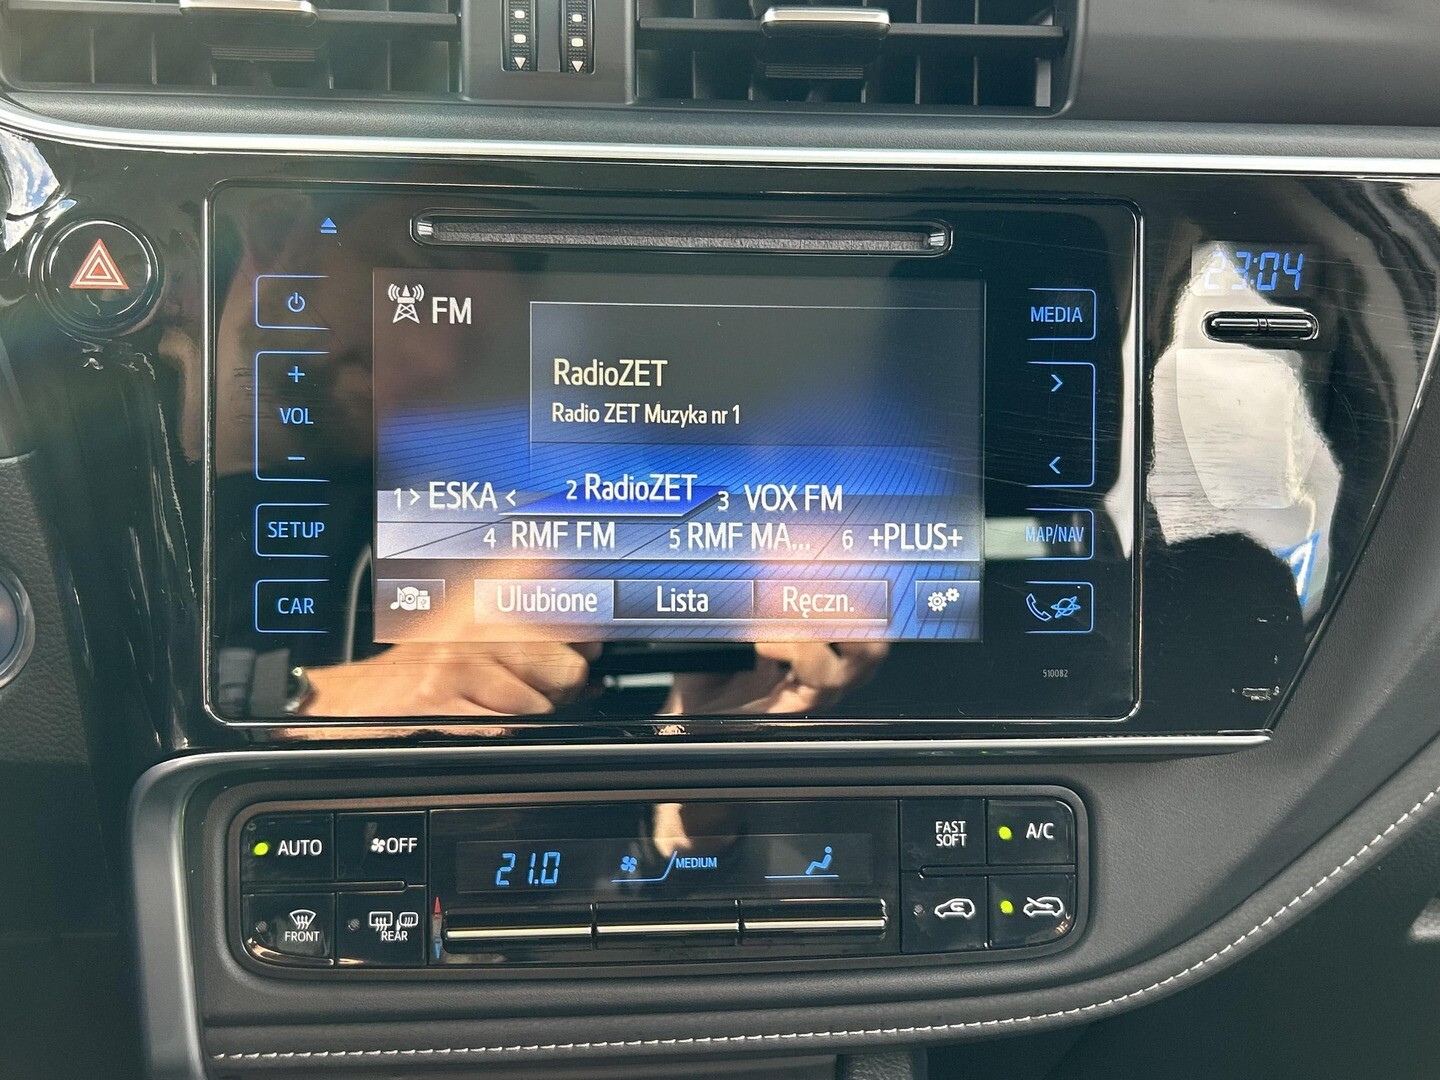 23:04
FM
MEDIA
RadioZET
Radio ZET Muzyka nr 1
+
VOL
−
1 > ESKA < 2 RadioZET 3 VOX FM
4 RMF FM 5 RMF MA... 6 +PLUS+
SETUP
MAP/NAV
CAR
Ulubione Lista Ręczn.
510082
AUTO OFF
21.0 MEDIUM
FAST
SOFT
A/C
FRONT REAR